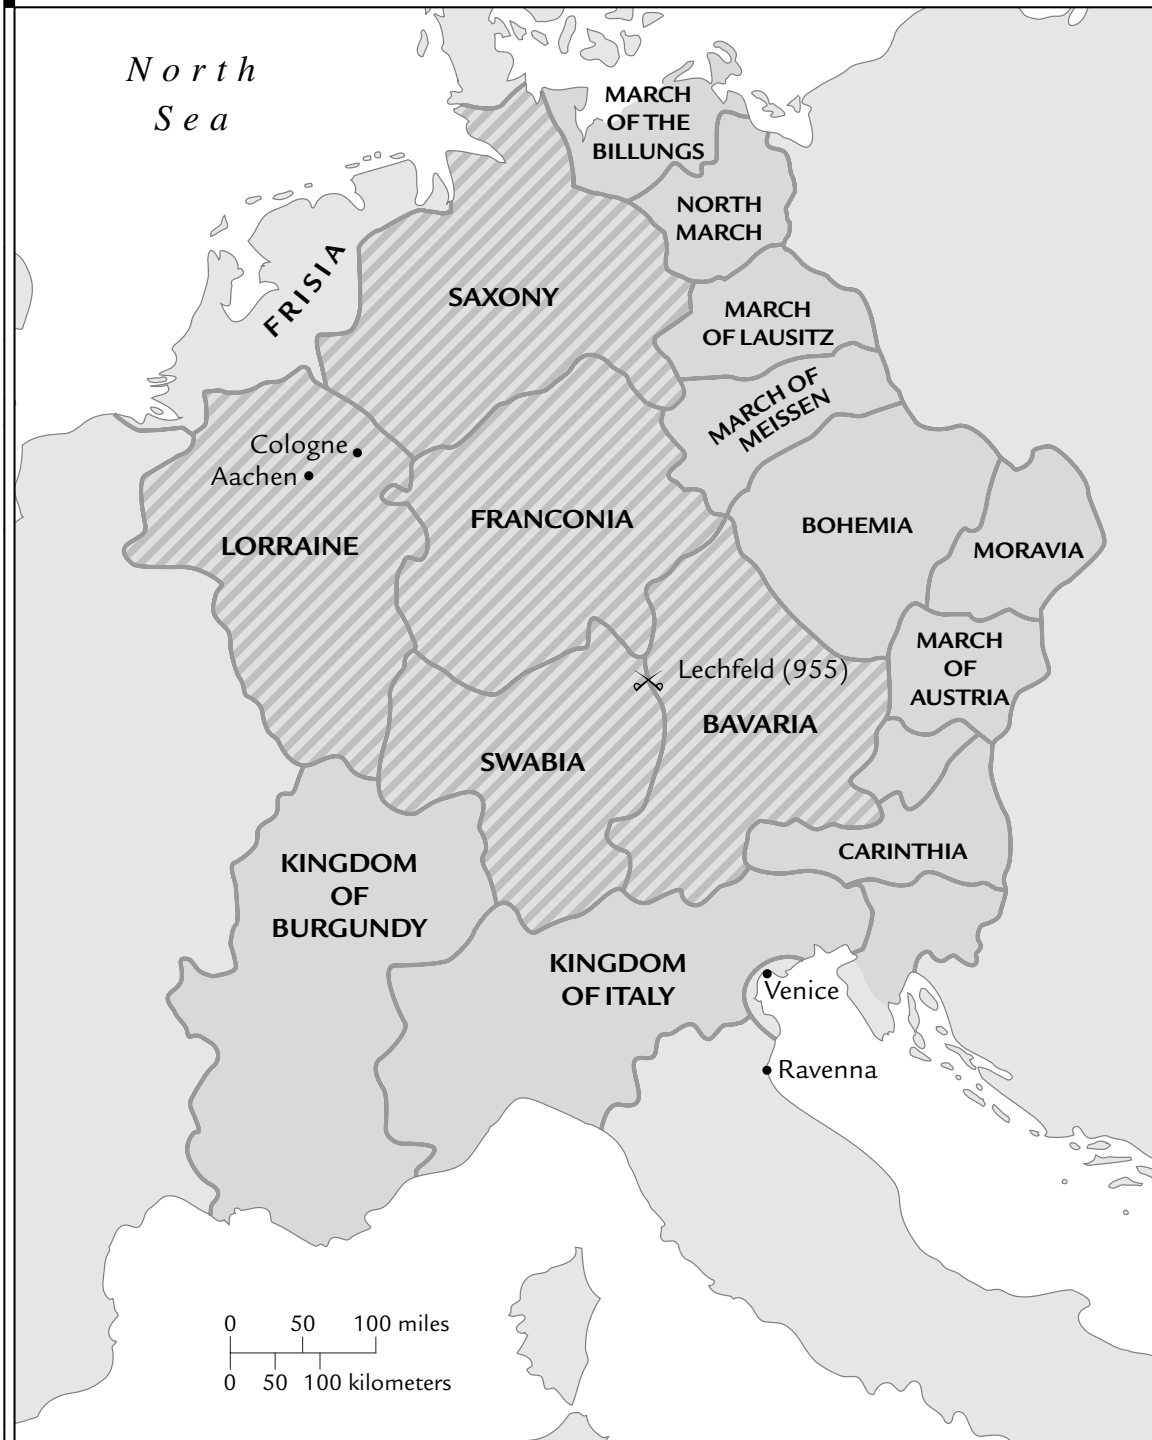 North
Sea
MARCH
OF THE
BILLUNGS
NORTH
MARCH
FRISIA
SAXONY
MARCH
OF LAUSITZ
MARCH OF
MEISSEN
Cologne
Aachen
FRANCONIA
BOHEMIA
LORRAINE
MORAVIA
MARCH
OF
AUSTRIA
Lechfeld (955)
BAVARIA
SWABIA
CARINTHIA
KINGDOM
OF
BURGUNDY
KINGDOM
OF ITALY
Venice
Ravenna
0 50 100 miles
0 50 100 kilometers